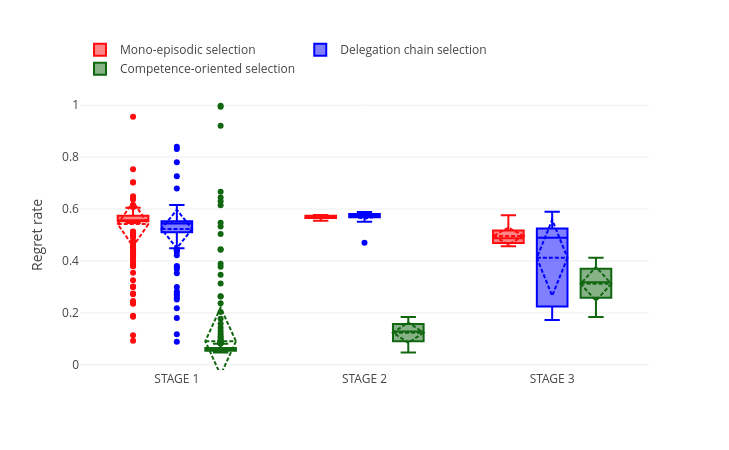 Mono-episodic selection
Delegation chain selection
Competence-oriented selection
1
0.8
0.6
0.4
0.2
0
Regret rate
STAGE 1
STAGE 2
STAGE 3